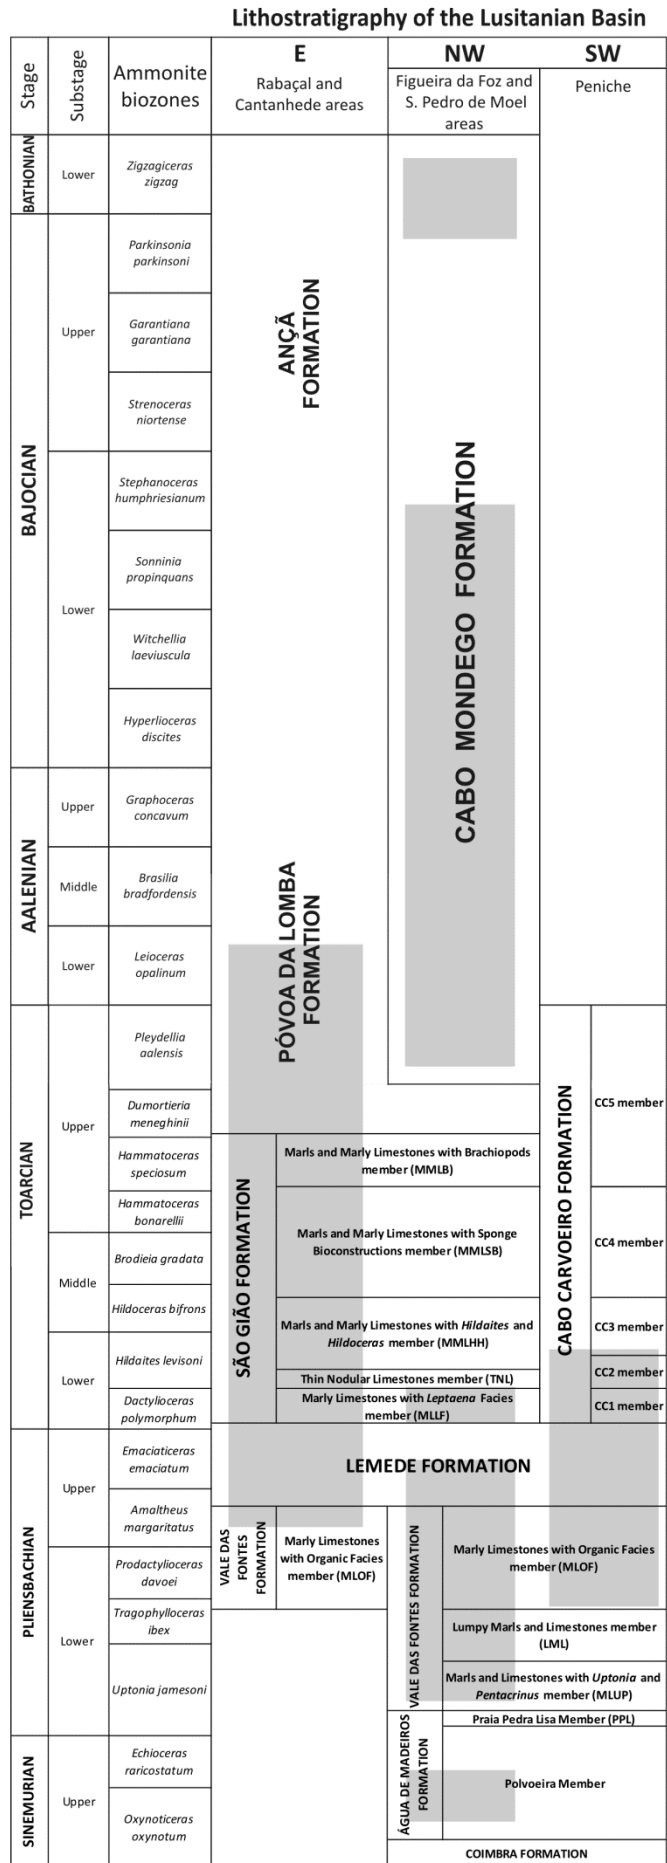 Lithostratigraphy of the Lusitanian Basin
Stage
Substage
Ammonite
biozones
E
Rabaçal and
Cantanhede areas
NW
Figueira da Foz and
S. Pedro de Moel
areas
SW
Peniche
BATHONIAN
Lower
Zigzagiceras
zigzag
BAJOCIAN
Upper
Parkinsonia
parkinsoni
Garantiana
garantiana
Strenoceras
niortense
Lower
Stephanoceras
humphriesianum
Sonninia
propinquans
Witchellia
laeviuscula
Hyperlioceras
discites
AALENIAN
Upper
Graphoceras
concavum
Middle
Brasilia
bradfordensis
Lower
Leioceras
opalinum
TOARCIAN
Upper
Pleydellia
aalensis
Dumortieria
meneghinii
Hammatoceras
speciosum
Hammatoceras
bonarellii
Middle
Brodieia gradata
Hildoceras bifrons
Lower
Hildaites levisoni
Dactylioceras
polymorphum
PLIENSBACHIAN
Upper
Emaciaticeras
emaciatum
Amaltheus
margaritatus
Lower
Prodactylioceras
davoei
Tragophylloceras
ibex
Uptonia jamesoni
SINEMURIAN
Upper
Echioceras
raricostatum
Oxynoticeras
oxynotum
ANÇÃ
FORMATION
PÓVOA DA LOMBA
FORMATION
CABO MONDEGO FORMATION
SÃO GIÃO FORMATION
Marls and Marly Limestones with Brachiopods
member (MMLB)
Marls and Marly Limestones with Sponge
Bioconstructions member (MMLSB)
Marls and Marly Limestones with Hildaites and
Hildoceras member (MMLHH)
Thin Nodular Limestones member (TNL)
Marly Limestones with Leptaena Facies
member (MLLF)
CABO CARVOEIRO FORMATION
CC5 member
CC4 member
CC3 member
CC2 member
CC1 member
LEMEDE FORMATION
VALE DAS
FONTES
FORMATION
Marly Limestones
with Organic Facies
member (MLOF)
VALE DAS FONTES FORMATION
Marly Limestones with Organic Facies
member (MLOF)
Lumpy Marls and Limestones member
(LML)
Marls and Limestones with Uptonia and
Pentacrinus member (MLUP)
ÁGUA DE MADEIROS
FORMATION
Praia Pedra Lisa Member (PPL)
Polvoeira Member
COIMBRA FORMATION